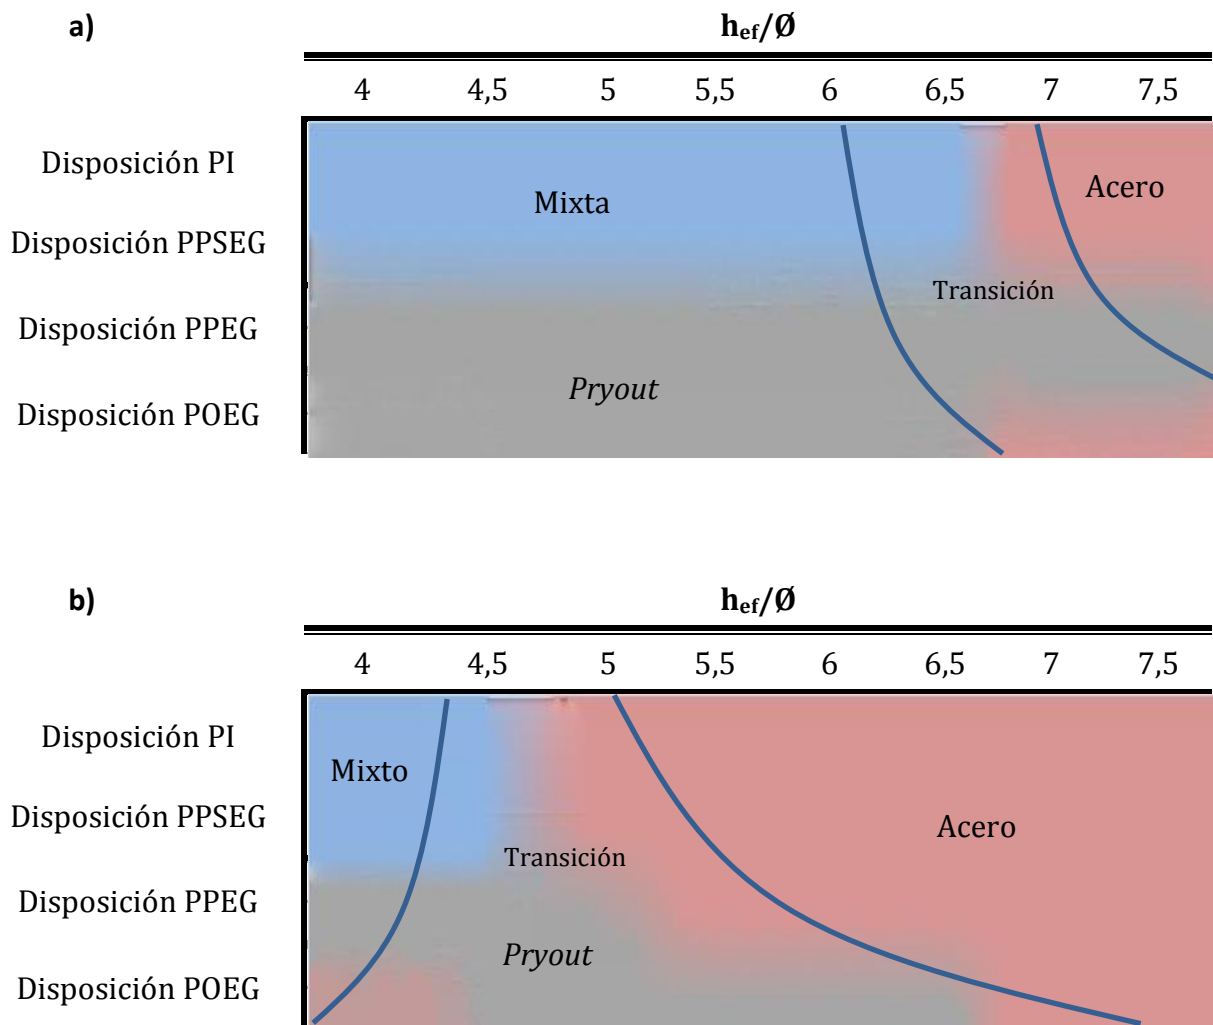 a)
h_ef/Ø
4 4,5 5 5,5 6 6,5 7 7,5
Disposición PI
Mixta
Acero
Disposición PPSEG
Transición
Disposición PPEG
Pryout
Disposición POEG
b)
h_ef/Ø
4 4,5 5 5,5 6 6,5 7 7,5
Disposición PI
Mixto
Disposición PPSEG
Acero
Transición
Disposición PPEG
Pryout
Disposición POEG